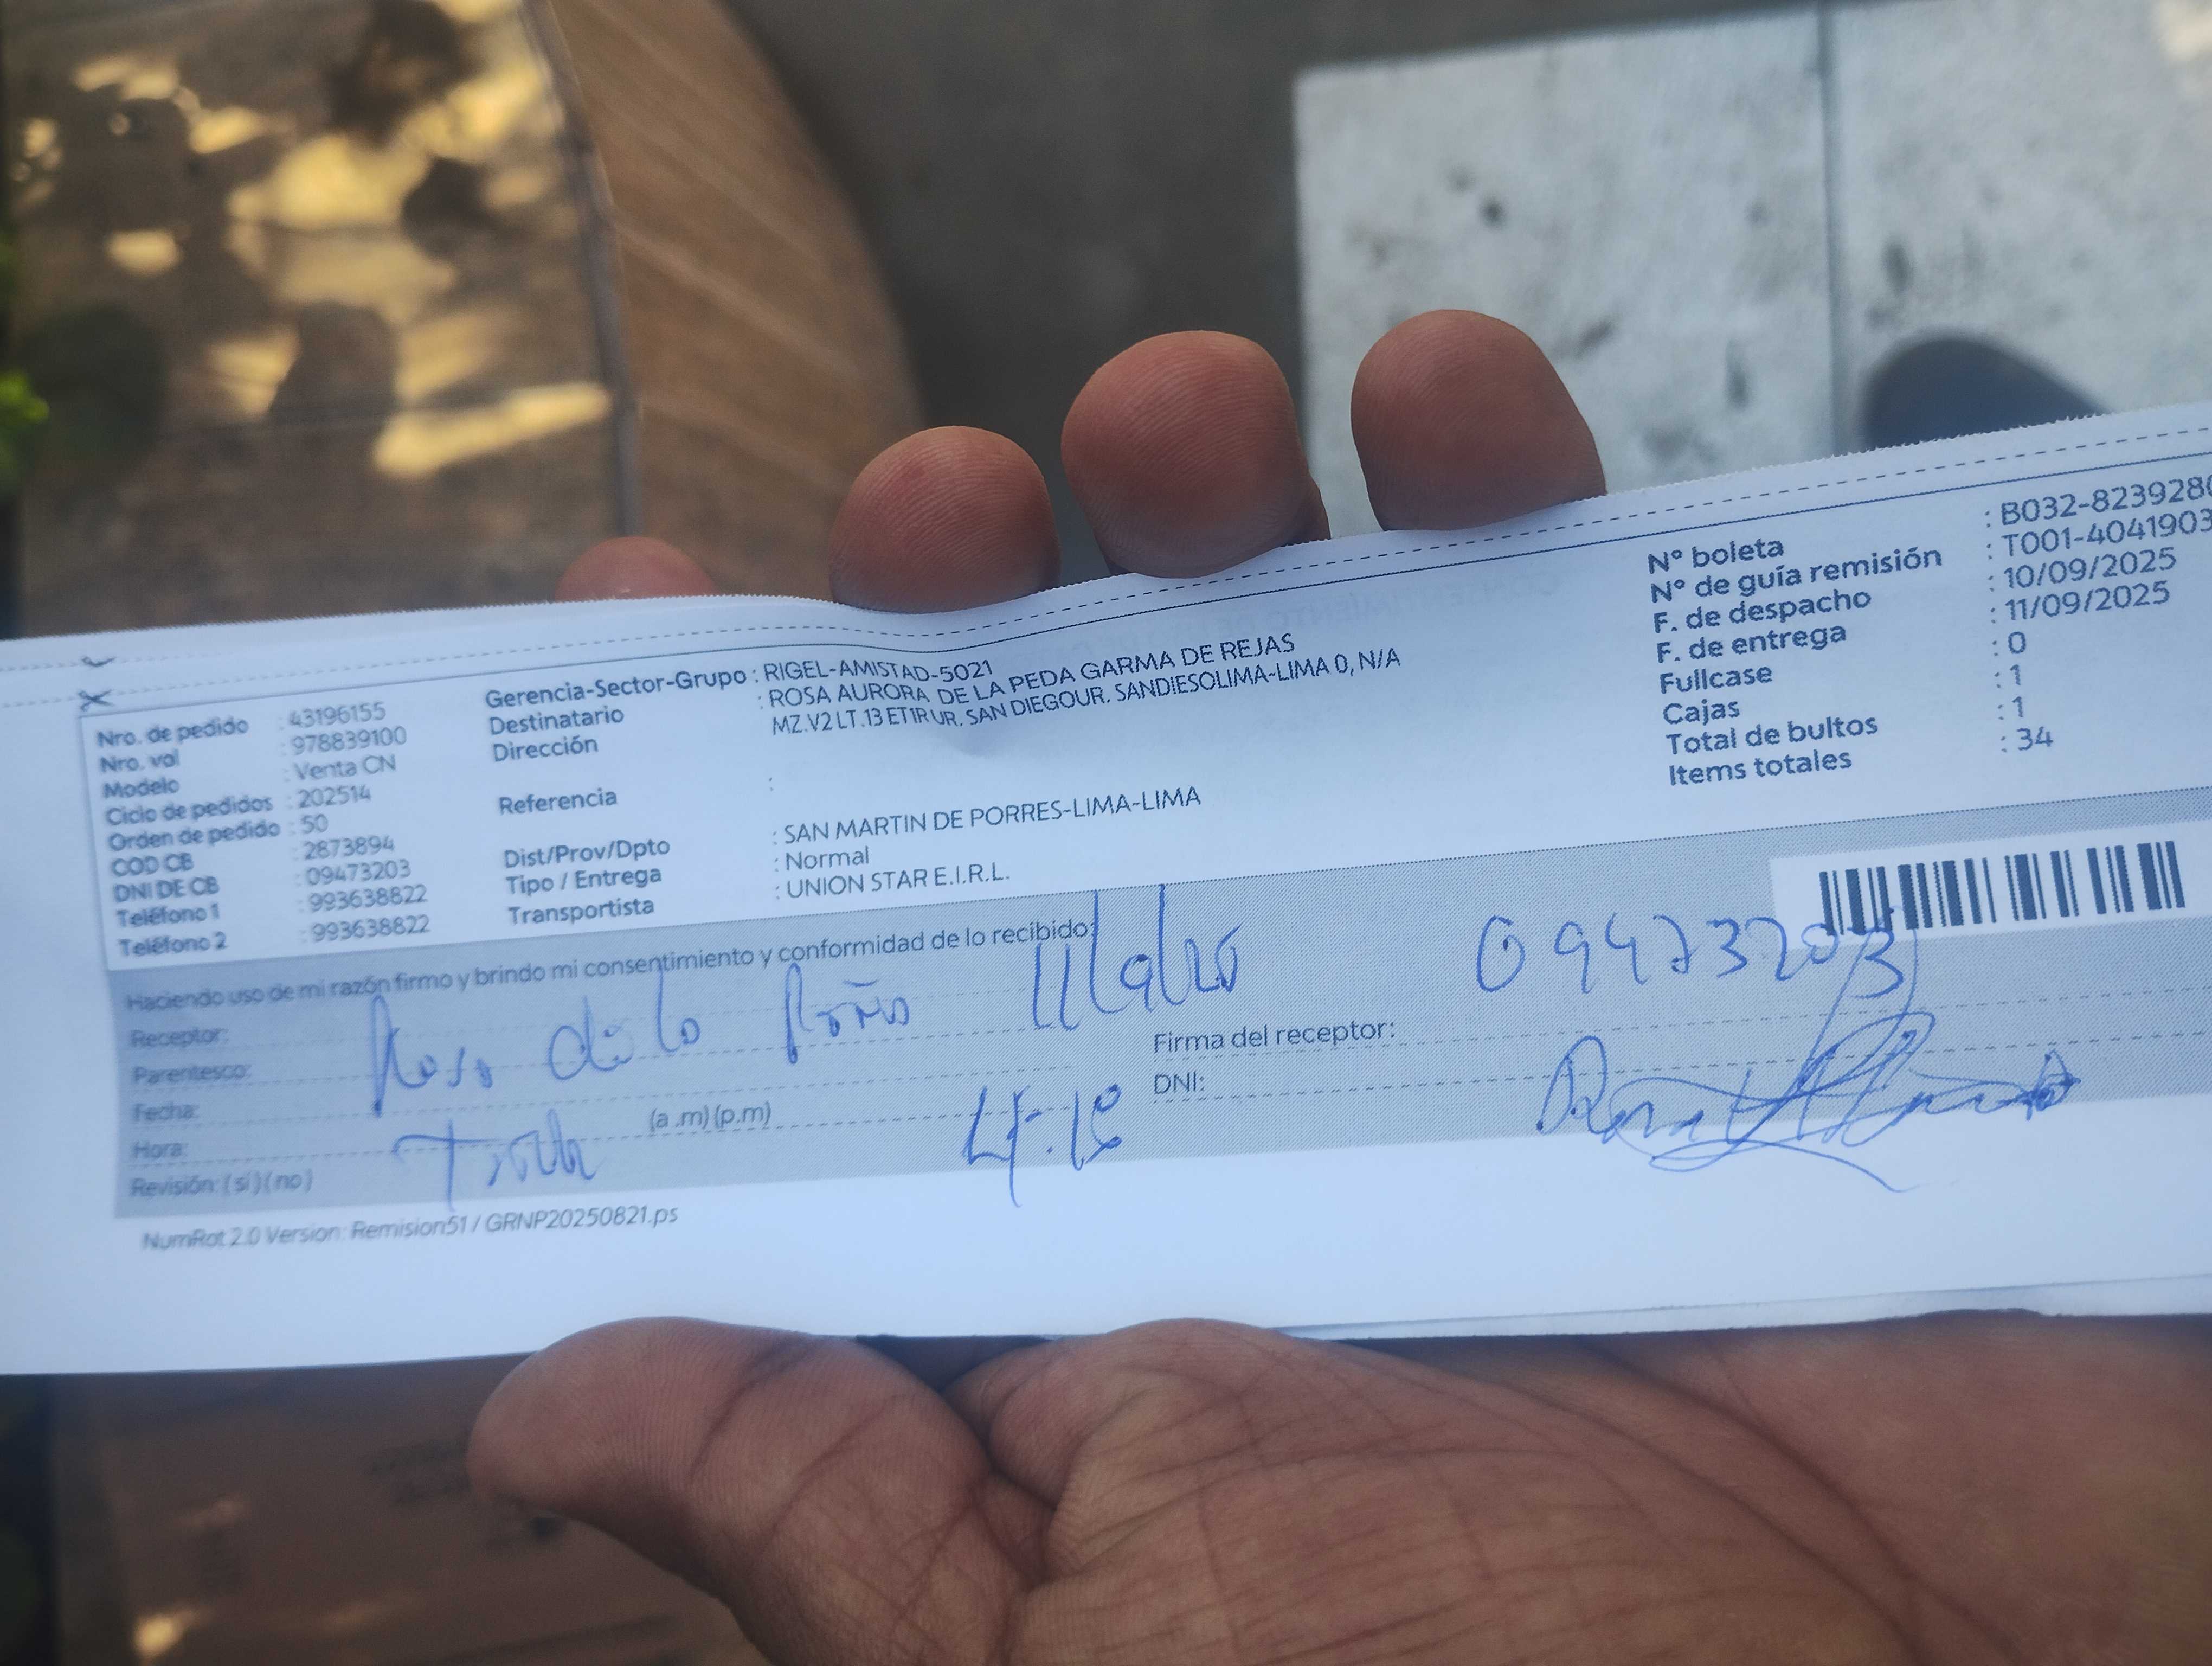 Nro. de pedido : 43196155
Nro. val : 978839100
Modelo : Venta CN
Ciclo de pedidos : 202514
Orden de pedido : 50
COD CB : 2873894
DNI DE CB : 09473203
Teléfono 1 : 993638822
Teléfono 2 : 993638822
Gerencia-Sector-Grupo : RIGEL-AMISTAD-5021
Destinatario : ROSA AURORA DE LA PEDA GARMA DE REJAS
Dirección MZ.V2 LT.13 ET1R UR. SAN DIEGOUR. SANDIESOLIMA-LIMA 0, N/A
Referencia :
Dist/Prov/Dpto : SAN MARTIN DE PORRES-LIMA-LIMA
Tipo / Entrega : Normal
Transportista : UNION STAR E.I.R.L.
N° boleta : B032-8239280
N° de guía remisión : T001-4041903
F. de despacho : 10/09/2025
F. de entrega : 11/09/2025
Fullcase : 0
Cajas : 1
Total de bultos : 1
Items totales : 34
Haciendo uso de mi razón firmo y brindo mi consentimiento y conformidad de lo recibido:
Receptor: Rosa de la
Parentesco:
Fecha:
Hora: (a.m) (p.m)
Revisión: ( si ) ( no )
09473203
Firma del receptor:
DNI:
NumRot 2.0 Version: Remision51 / GRNP20250821.ps